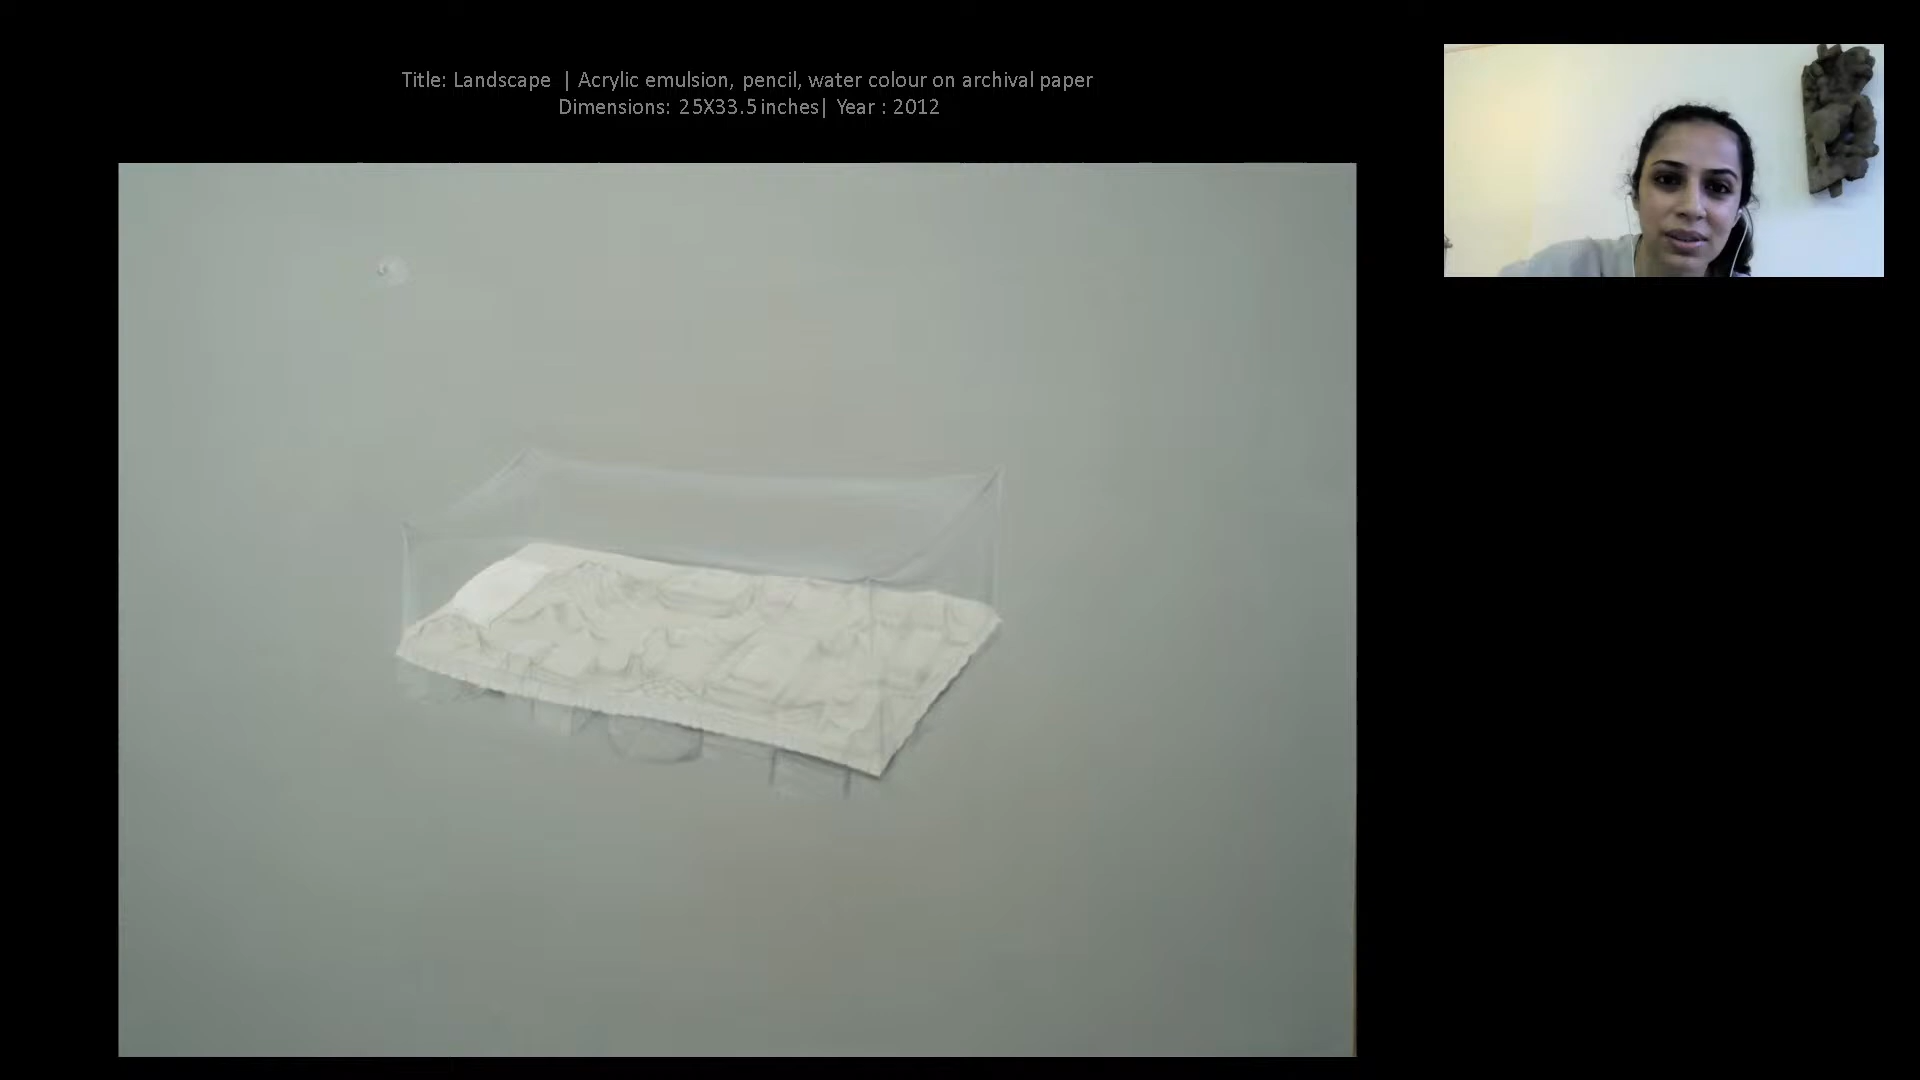 Title: Landscape | Acrylic emulsion, pencil, water colour on archival paper
Dimensions: 25X33.5 inches| Year : 2012